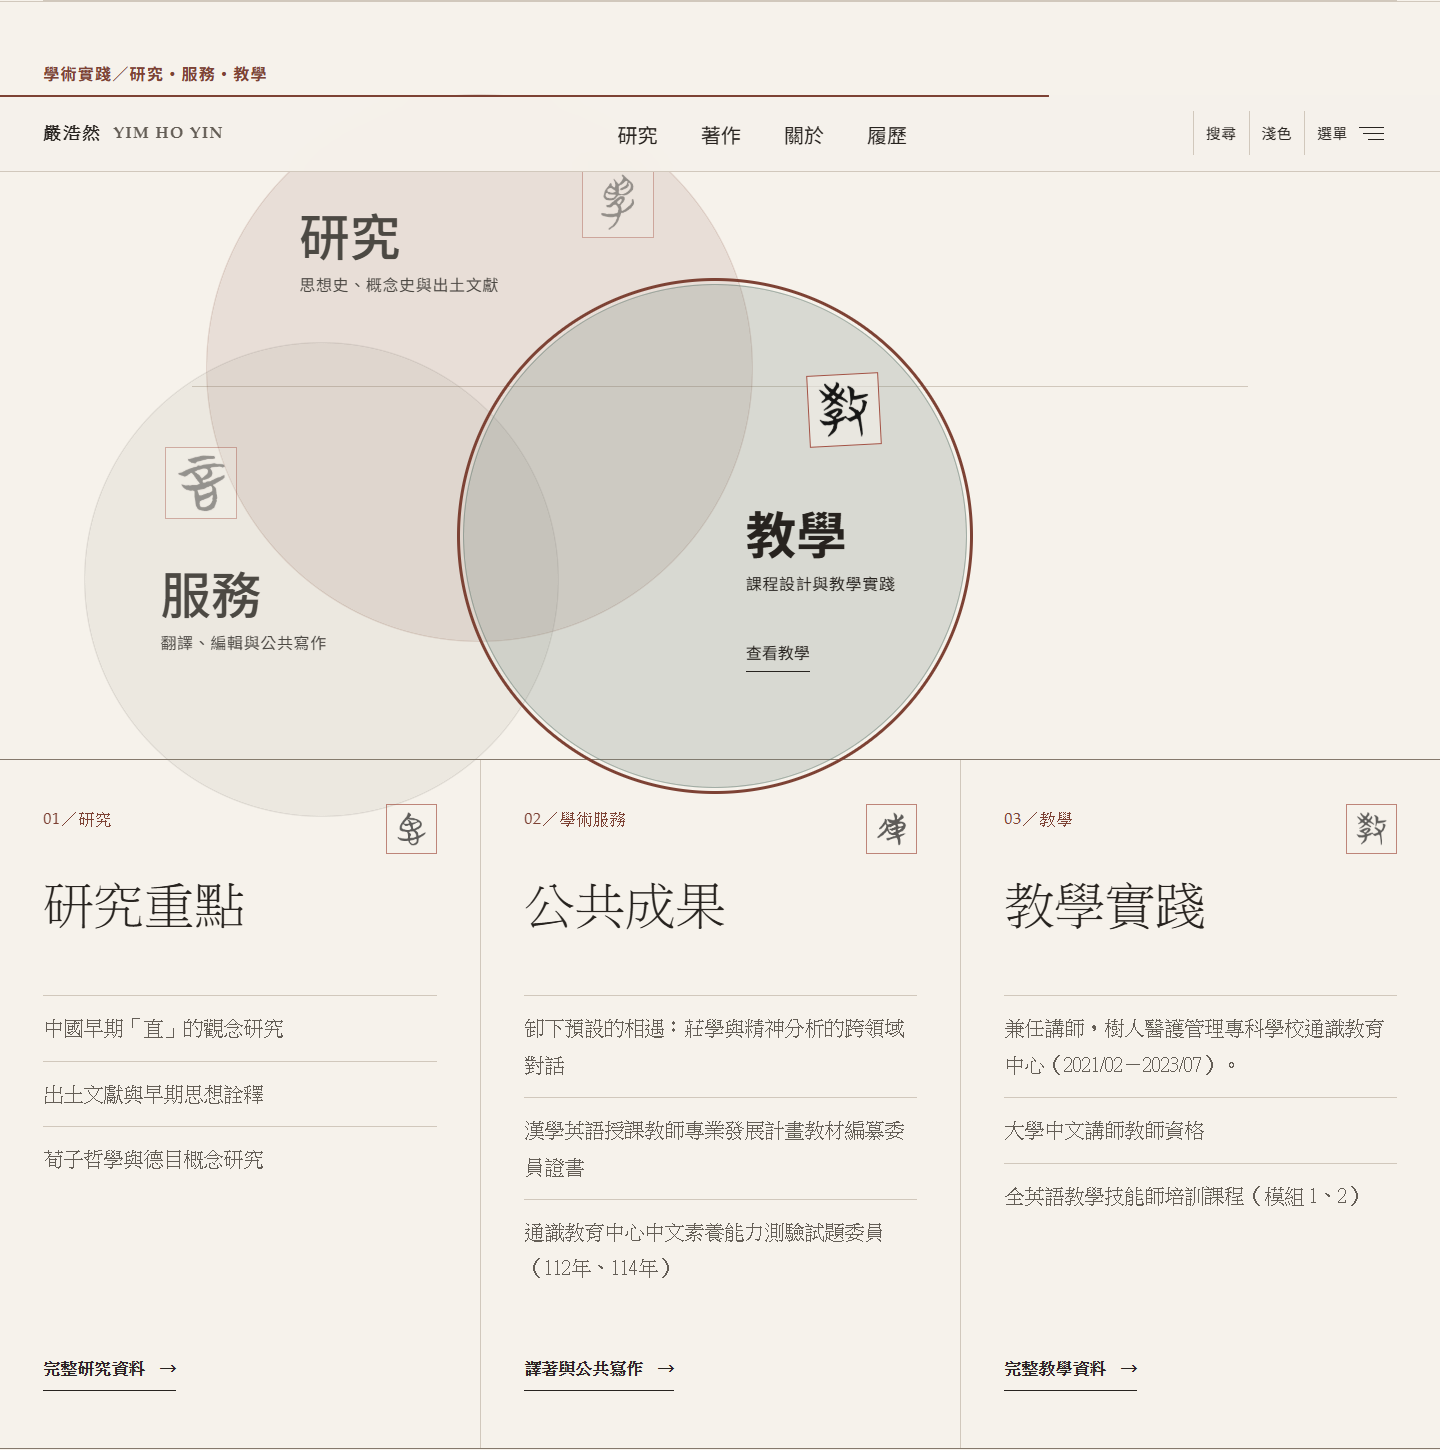 學術實踐／研究・服務・教學
嚴浩然 YIM HO YIN
研究 著作 關於 履歷
搜尋 淺色 選單
研究
思想史、概念史與出土文獻
教
教學
課程設計與教學實踐
查看教學
音
服務
翻譯、編輯與公共寫作
01／研究
研究重點
中國早期「直」的觀念研究
出土文獻與早期思想詮釋
荀子哲學與德目概念研究
完整研究資料 →
02／學術服務
公共成果
卸下預設的相遇：莊學與精神分析的跨領域
對話
漢學英語授課教師專業發展計畫教材編纂委
員證書
通識教育中心中文素養能力測驗試題委員
（112年、114年）
譯著與公共寫作 →
03／教學
教
教學實踐
兼任講師，樹人醫護管理專科學校通識教育
中心（2021/02－2023/07）。
大學中文講師教師資格
全英語教學技能師培訓課程（模組 1、2）
完整教學資料 →